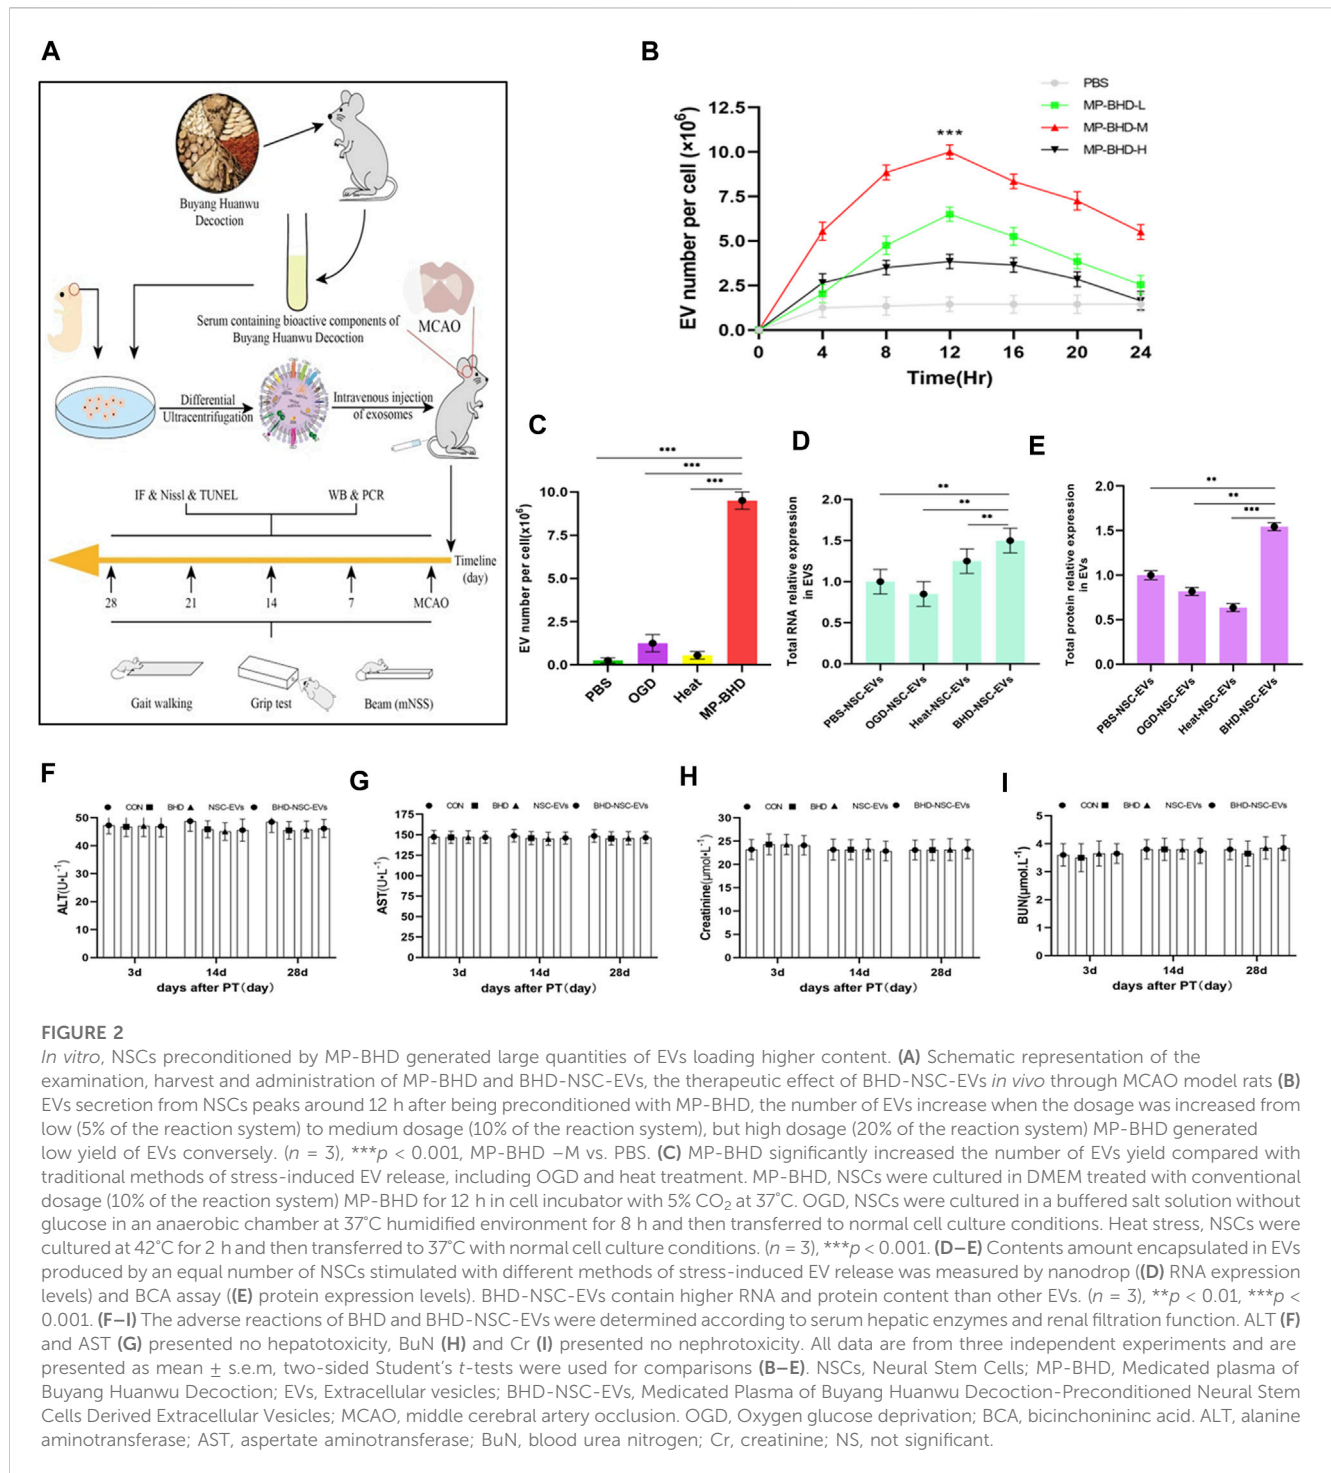 A
Buyang Huanwu
Decoction
Serum containing bioactive components of
Buyang Huanwu Decoction
MCAO
Differential
Ultracentrifugation
Intravenous injection
of exosomes
IF & Nissl & TUNEL
WB & PCR
Timeline
(day)
28
21
14
7
MCAO
Gait walking
Grip test
Beam (mNSS)
B
PBS
MP-BHD-L
MP-BHD-M
MP-BHD-H
EV number per cell (×10⁶)
12.5
10.0
7.5
5.0
2.5
0.0
***
0
4
8
12
16
20
24
Time(Hr)
C
***
***
***
EV number per cell(x10⁶)
10.0
7.5
5.0
2.5
0.0
PBS
OGD
Heat
MP-BHD
D
**
**
**
Total RNA relative expression
in EVS
2.0
1.5
1.0
0.5
0.0
PBS-NSC-EVs
OGD-NSC-EVs
Heat-NSC-EVs
BHD-NSC-EVs
E
**
**
***
Total protein relative expression
in EVs
2.0
1.5
1.0
0.5
0.0
PBS-NSC-EVs
OGD-NSC-EVs
Heat-NSC-EVs
BHD-NSC-EVs
F
CON BHD NSC-EVs BHD-NSC-EVs
ALT(U•L⁻¹)
50
40
30
20
10
0
3d
14d
28d
days after PT(day)
G
CON BHD NSC-EVs BHD-NSC-EVs
AST(U•L⁻¹)
175
150
125
100
75
50
25
0
3d
14d
28d
days after PT(day)
H
CON BHD NSC-EVs BHD-NSC-EVs
Creatinine(μmol•L⁻¹)
30
25
20
15
10
5
0
3d
14d
28d
days after PT(day)
I
CON BHD NSC-EVs BHD-NSC-EVs
BUN(μmol.L⁻¹)
5
4
3
2
1
0
3d
14d
28d
days after PT(day)
FIGURE 2
In vitro, NSCs preconditioned by MP-BHD generated large quantities of EVs loading higher content. (A) Schematic representation of the
examination, harvest and administration of MP-BHD and BHD-NSC-EVs, the therapeutic effect of BHD-NSC-EVs in vivo through MCAO model rats (B)
EVs secretion from NSCs peaks around 12 h after being preconditioned with MP-BHD, the number of EVs increase when the dosage was increased from
low (5% of the reaction system) to medium dosage (10% of the reaction system), but high dosage (20% of the reaction system) MP-BHD generated
low yield of EVs conversely. (n = 3), ***p < 0.001, MP-BHD –M vs. PBS. (C) MP-BHD significantly increased the number of EVs yield compared with
traditional methods of stress-induced EV release, including OGD and heat treatment. MP-BHD, NSCs were cultured in DMEM treated with conventional
dosage (10% of the reaction system) MP-BHD for 12 h in cell incubator with 5% CO₂ at 37°C. OGD, NSCs were cultured in a buffered salt solution without
glucose in an anaerobic chamber at 37°C humidified environment for 8 h and then transferred to normal cell culture conditions. Heat stress, NSCs were
cultured at 42°C for 2 h and then transferred to 37°C with normal cell culture conditions. (n = 3), ***p < 0.001. (D–E) Contents amount encapsulated in EVs
produced by an equal number of NSCs stimulated with different methods of stress-induced EV release was measured by nanodrop ((D) RNA expression
levels) and BCA assay ((E) protein expression levels). BHD-NSC-EVs contain higher RNA and protein content than other EVs. (n = 3), **p < 0.01, ***p <
0.001. (F–I) The adverse reactions of BHD and BHD-NSC-EVs were determined according to serum hepatic enzymes and renal filtration function. ALT (F)
and AST (G) presented no hepatotoxicity, BuN (H) and Cr (I) presented no nephrotoxicity. All data are from three independent experiments and are
presented as mean ± s.e.m, two-sided Student's t-tests were used for comparisons (B–E). NSCs, Neural Stem Cells; MP-BHD, Medicated plasma of
Buyang Huanwu Decoction; EVs, Extracellular vesicles; BHD-NSC-EVs, Medicated Plasma of Buyang Huanwu Decoction-Preconditioned Neural Stem
Cells Derived Extracellular Vesicles; MCAO, middle cerebral artery occlusion. OGD, Oxygen glucose deprivation; BCA, bicinchonininc acid. ALT, alanine
aminotransferase; AST, aspertate aminotransferase; BuN, blood urea nitrogen; Cr, creatinine; NS, not significant.